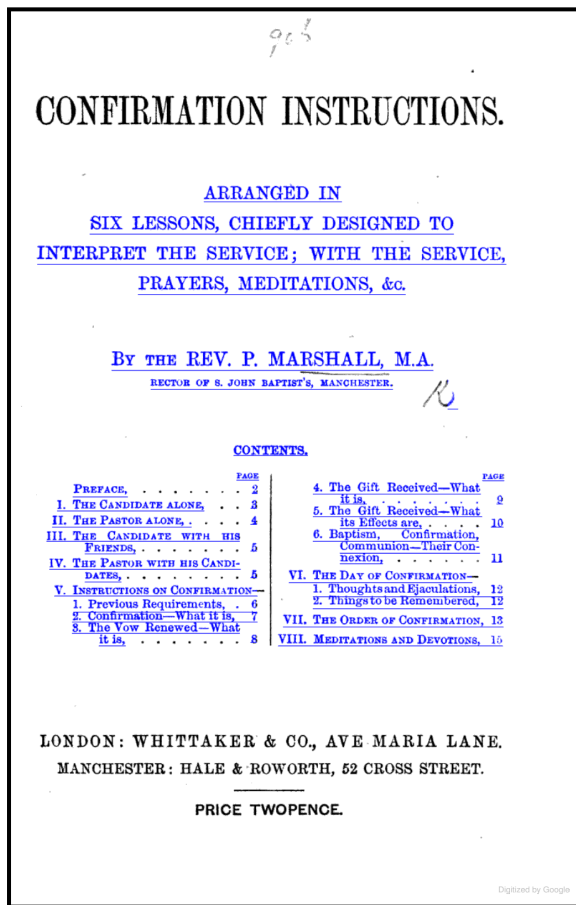 CONFIRMATION INSTRUCTIONS.
ARRANGED IN
SIX LESSONS, CHIEFLY DESIGNED TO
INTERPRET THE SERVICE; WITH THE SERVICE,
PRAYERS, MEDITATIONS, &c.
BY THE REV. P. MARSHALL, M.A.
RECTOR OF S. JOHN BAPTIST'S, MANCHESTER.
CONTENTS.
PAGE
PREFACE, . . . . . . . 2
I. THE CANDIDATE ALONE, . . 3
II. THE PASTOR ALONE, . . . . 4
III. THE CANDIDATE WITH HIS
FRIENDS, . . . . . . . 5
IV. THE PASTOR WITH HIS CANDI-
DATES, . . . . . . . . 5
V. INSTRUCTIONS ON CONFIRMATION—
1. Previous Requirements, . 6
2. Confirmation—What it is, 7
3. The Vow Renewed—What
it is, . . . . . . . . 8
PAGE
4. The Gift Received—What
it is, . . . . . . . . 9
5. The Gift Received—What
its Effects are, . . . . 10
6. Baptism, Confirmation,
Communion—Their Con-
nexion, . . . . . . 11
VI. THE DAY OF CONFIRMATION—
1. Thoughts and Ejaculations, 12
2. Things to be Remembered, 12
VII. THE ORDER OF CONFIRMATION, 13
VIII. MEDITATIONS AND DEVOTIONS, 15
LONDON: WHITTAKER & CO., AVE MARIA LANE.
MANCHESTER: HALE & ROWORTH, 52 CROSS STREET.
PRICE TWOPENCE.
Digitized by Google